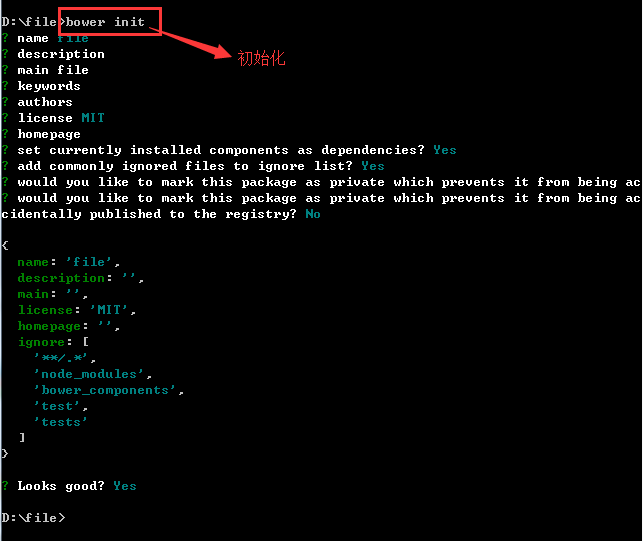 D:\file>bower init
初始化
? name file
? description
? main file
? keywords
? authors
? license MIT
? homepage
? set currently installed components as dependencies? Yes
? add commonly ignored files to ignore list? Yes
? would you like to mark this package as private which prevents it from being ac
? would you like to mark this package as private which prevents it from being ac
cidentally published to the registry? No
{
  name: 'file',
  description: '',
  main: '',
  license: 'MIT',
  homepage: '',
  ignore: [
    '**/.*',
    'node_modules',
    'bower_components',
    'test',
    'tests'
  ]
}
? Looks good? Yes
D:\file>